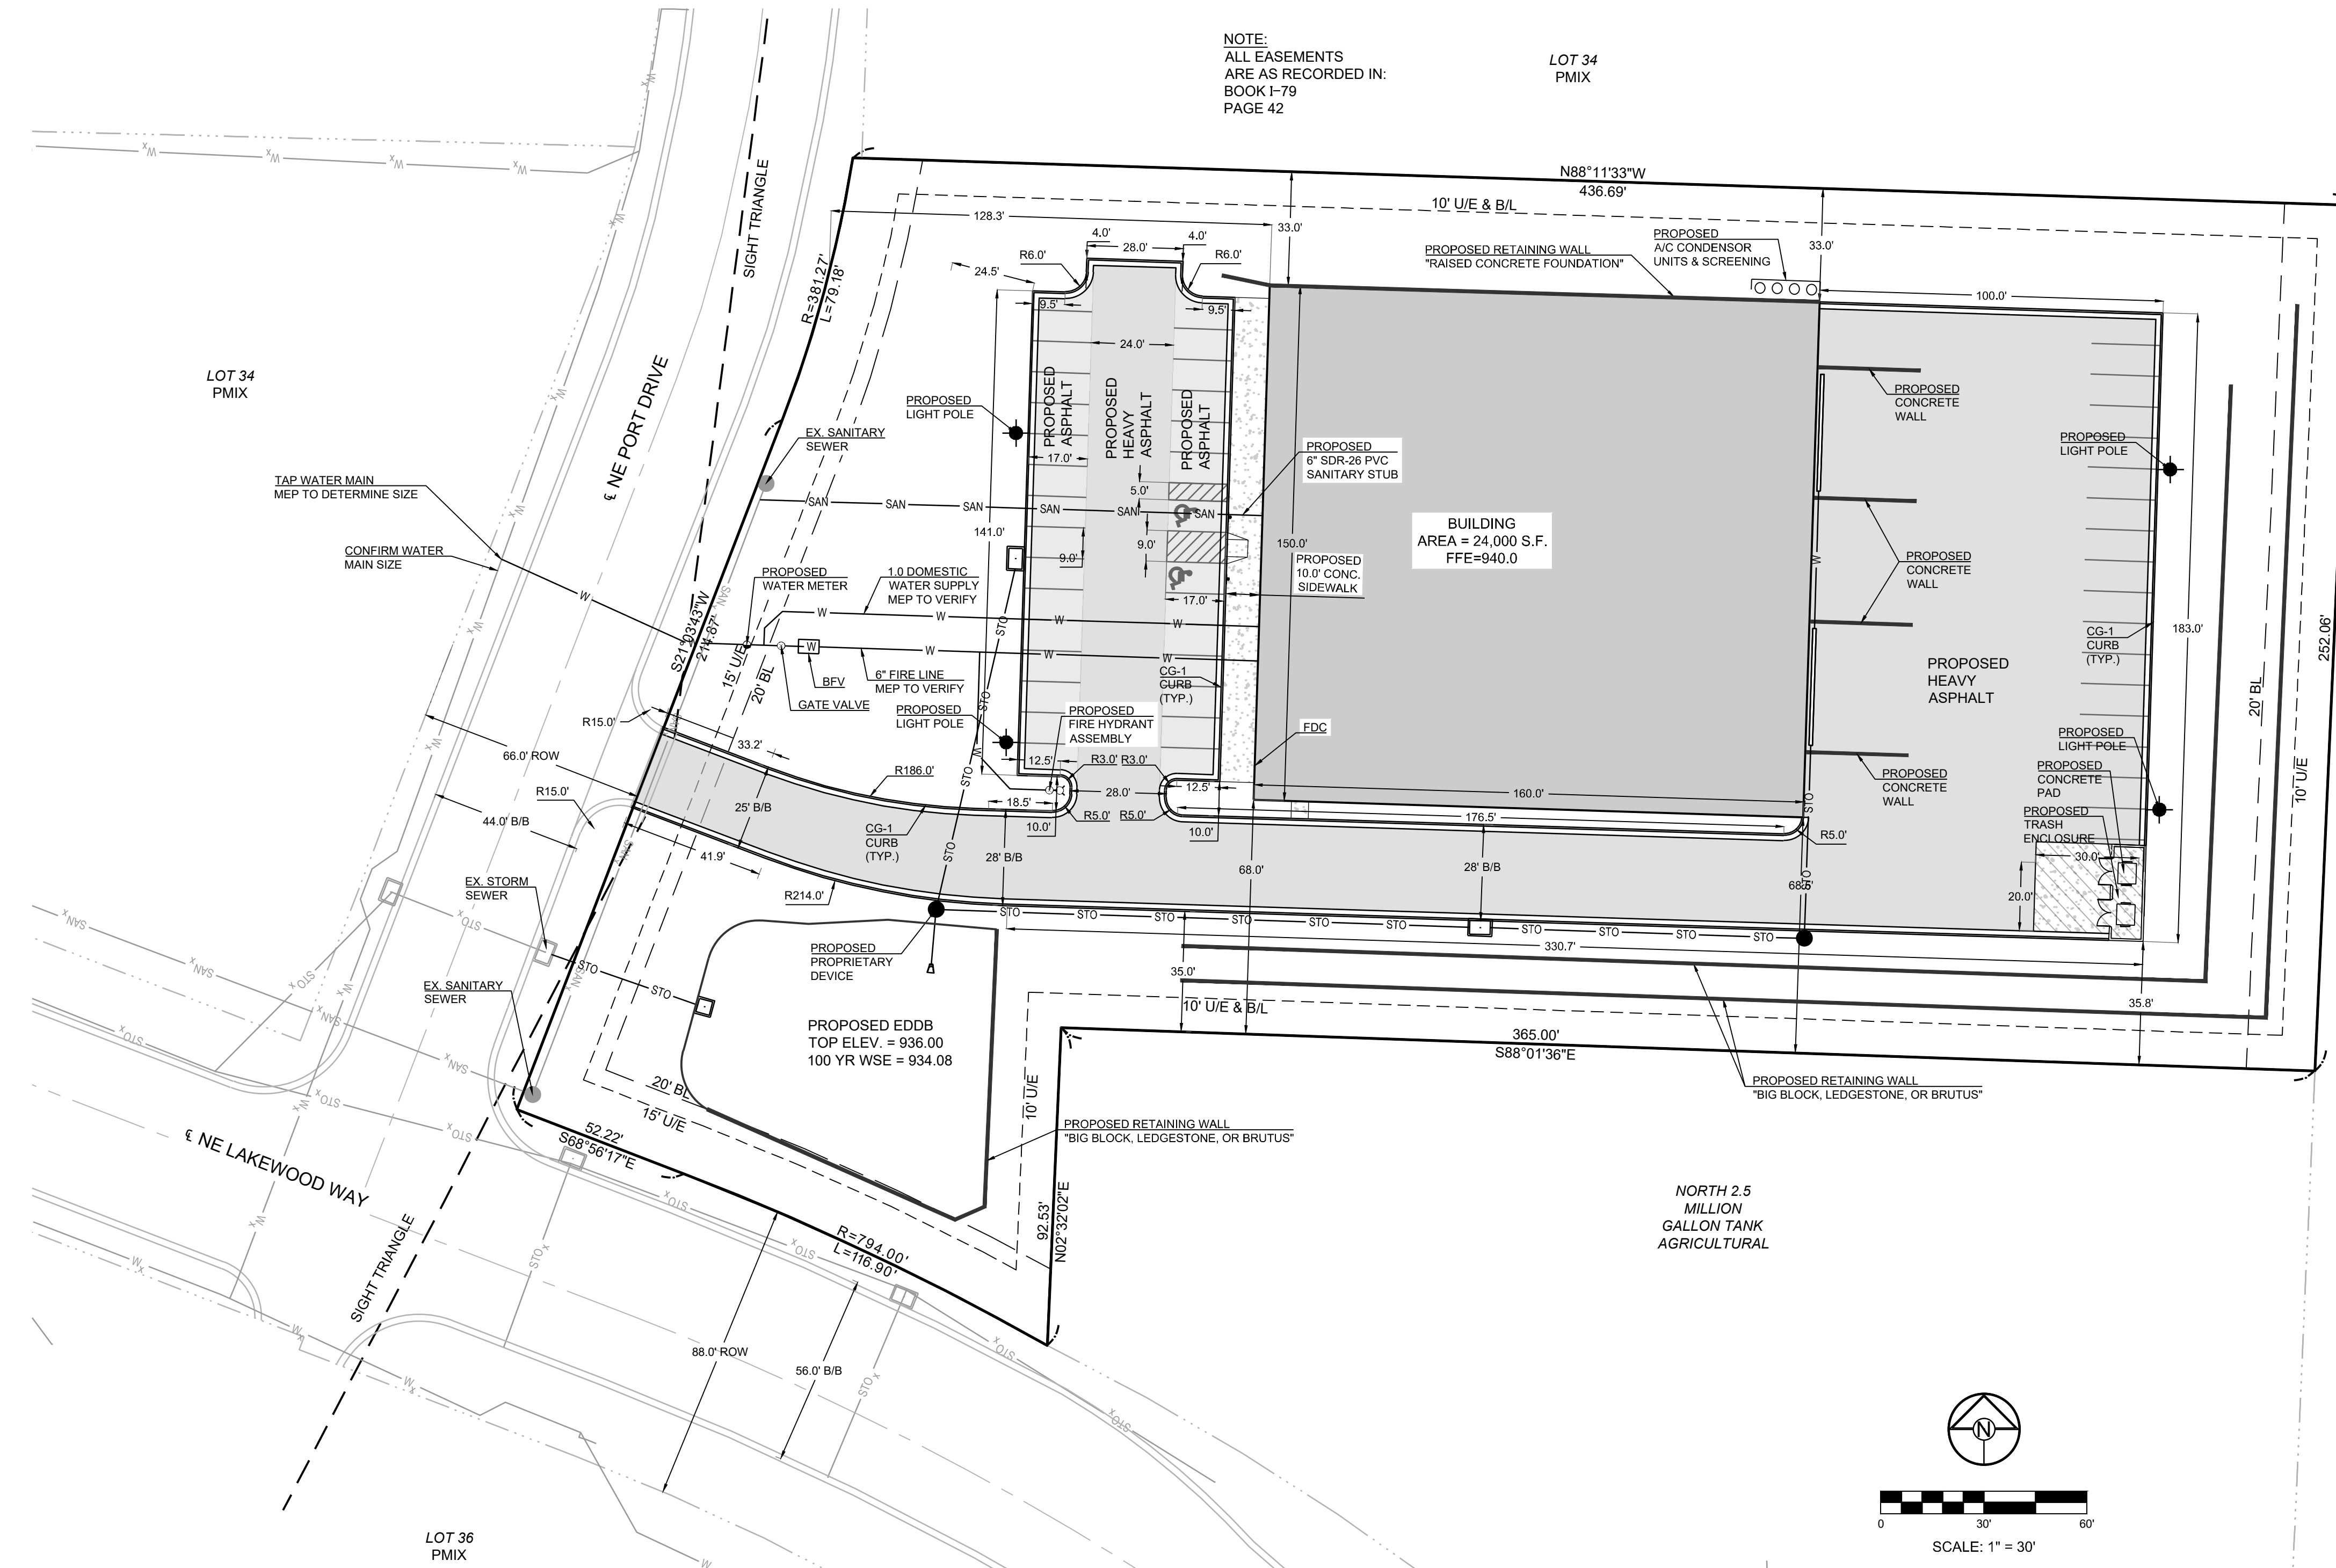 NOTE:
ALL EASEMENTS
ARE AS RECORDED IN:
BOOK I-79
PAGE 42
LOT 34
PMIX
N88°11'33"W
436.69'
10' U/E & B/L
SIGHT TRIANGLE
R=381.27'
L=79.18'
128.3'
33.0'
33.0'
4.0'
28.0'
4.0'
R6.0'
R6.0'
24.5'
9.5'
9.5'
24.0'
PROPOSED RETAINING WALL
"RAISED CONCRETE FOUNDATION"
PROPOSED
A/C CONDENSOR
UNITS & SCREENING
100.0'
LOT 34
PMIX
℄ NE PORT DRIVE
PROPOSED
LIGHT POLE
PROPOSED
ASPHALT
PROPOSED
HEAVY
ASPHALT
PROPOSED
ASPHALT
17.0'
EX. SANITARY
SEWER
TAP WATER MAIN
MEP TO DETERMINE SIZE
CONFIRM WATER
MAIN SIZE
SAN
SAN
SAN
SAN
SAN
SAN
5.0'
141.0'
9.0'
9.0'
17.0'
150.0'
PROPOSED
6" SDR-26 PVC
SANITARY STUB
PROPOSED
10.0' CONC.
SIDEWALK
BUILDING
AREA = 24,000 S.F.
FFE=940.0
PROPOSED
CONCRETE
WALL
PROPOSED
CONCRETE
WALL
PROPOSED
CONCRETE
WALL
PROPOSED
LIGHT POLE
CG-1
CURB
(TYP.)
183.0'
252.06'
PROPOSED
HEAVY
ASPHALT
PROPOSED
WATER METER
1.0 DOMESTIC
WATER SUPPLY
MEP TO VERIFY
S21°03'43"W
214.87'
15' U/E
20' BL
W
W
W
W
W
W
W
W
W
W
BFV
GATE VALVE
6" FIRE LINE
MEP TO VERIFY
PROPOSED
LIGHT POLE
PROPOSED
FIRE HYDRANT
ASSEMBLY
CG-1
CURB
(TYP.)
FDC
STO
STO
STO
STO
W
R15.0'
33.2'
66.0' ROW
R15.0'
44.0' B/B
25' B/B
R186.0'
12.5'
R3.0'
R3.0'
18.5'
28.0'
12.5'
R5.0'
R5.0'
10.0'
10.0'
160.0'
176.5'
R5.0'
CG-1
CURB
(TYP.)
41.9'
28' B/B
68.0'
28' B/B
68.5'
STO
STO
R214.0'
PROPOSED
LIGHT POLE
PROPOSED
CONCRETE
PAD
PROPOSED
TRASH
ENCLOSURE
30.0'
20.0'
20' BL
10' U/E
EX. STORM
SEWER
EX. SANITARY
SEWER
STO
STO
STO
STO
STO
STO
STO
STO
STO
STO
STO
STO
STO
330.7'
35.0'
35.8'
PROPOSED
PROPRIETARY
DEVICE
PROPOSED EDDB
TOP ELEV. = 936.00
100 YR WSE = 934.08
10' U/E & B/L
365.00'
S88°01'36"E
20' BL
15' U/E
10' U/E
PROPOSED RETAINING WALL
"BIG BLOCK, LEDGESTONE, OR BRUTUS"
PROPOSED RETAINING WALL
"BIG BLOCK, LEDGESTONE, OR BRUTUS"
52.22'
S68°56'17"E
92.53'
N02°32'02"E
R=794.00'
L=116.90'
℄ NE LAKEWOOD WAY
SIGHT TRIANGLE
88.0' ROW
56.0' B/B
NORTH 2.5
MILLION
GALLON TANK
AGRICULTURAL
LOT 36
PMIX
N
0
30'
60'
SCALE: 1" = 30'